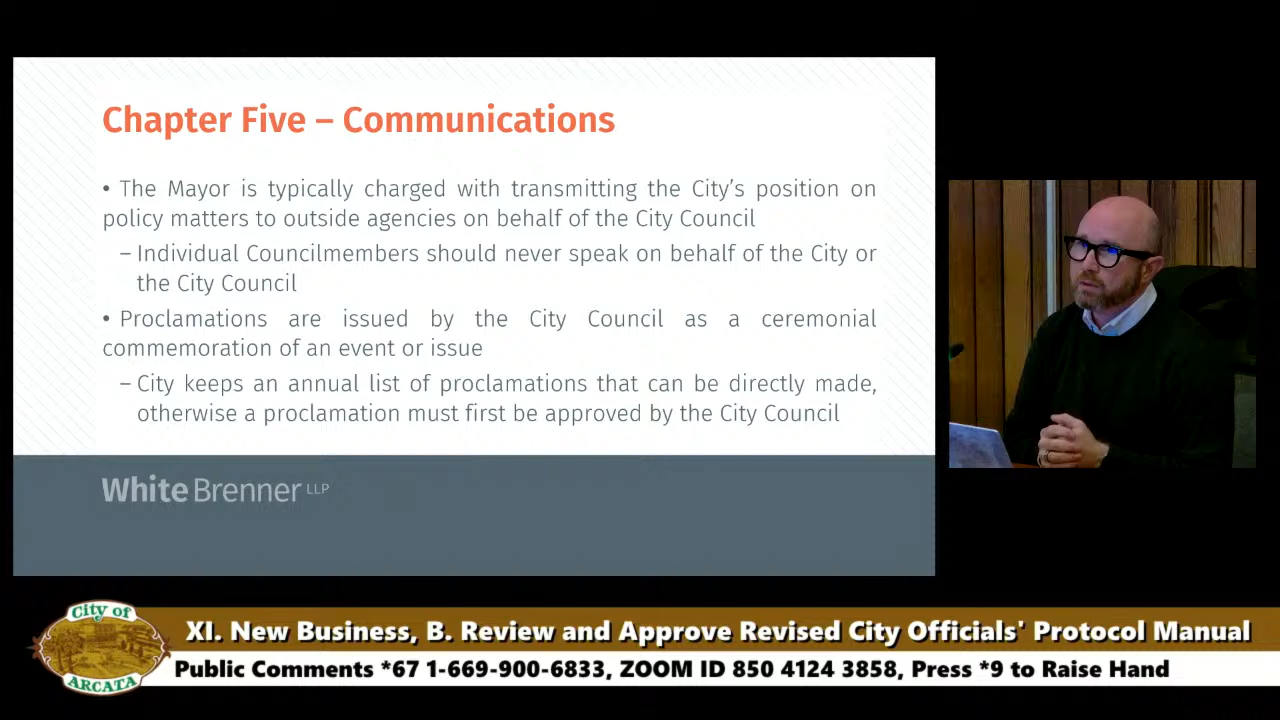 Chapter Five – Communications
• The Mayor is typically charged with transmitting the City's position on
policy matters to outside agencies on behalf of the City Council
– Individual Councilmembers should never speak on behalf of the City or
the City Council
• Proclamations are issued by the City Council as a ceremonial
commemoration of an event or issue
– City keeps an annual list of proclamations that can be directly made,
otherwise a proclamation must first be approved by the City Council
WhiteBrenner LLP
City of
ARCATA
XI. New Business, B. Review and Approve Revised City Officials' Protocol Manual
Public Comments *67 1-669-900-6833, ZOOM ID 850 4124 3858, Press *9 to Raise Hand